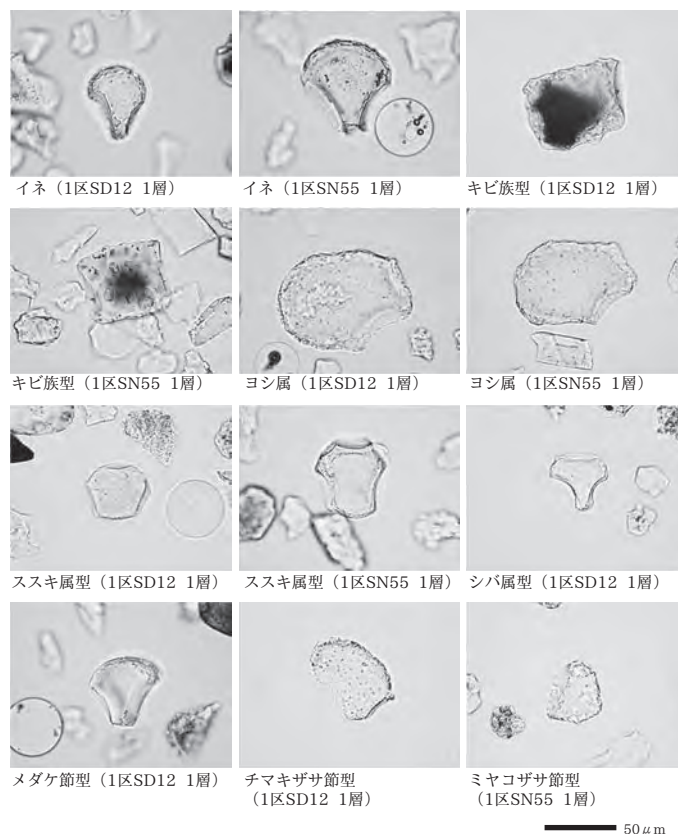 イネ（1区SD12 1層）
イネ（1区SN55 1層）
キビ族型（1区SD12 1層）
キビ族型（1区SN55 1層）
ヨシ属（1区SD12 1層）
ヨシ属（1区SN55 1層）
ススキ属型（1区SD12 1層）
ススキ属型（1区SN55 1層）
シバ属型（1区SD12 1層）
メダケ節型（1区SD12 1層）
チマキザサ節型
（1区SD12 1層）
ミヤコザサ節型
（1区SN55 1層）
50μm